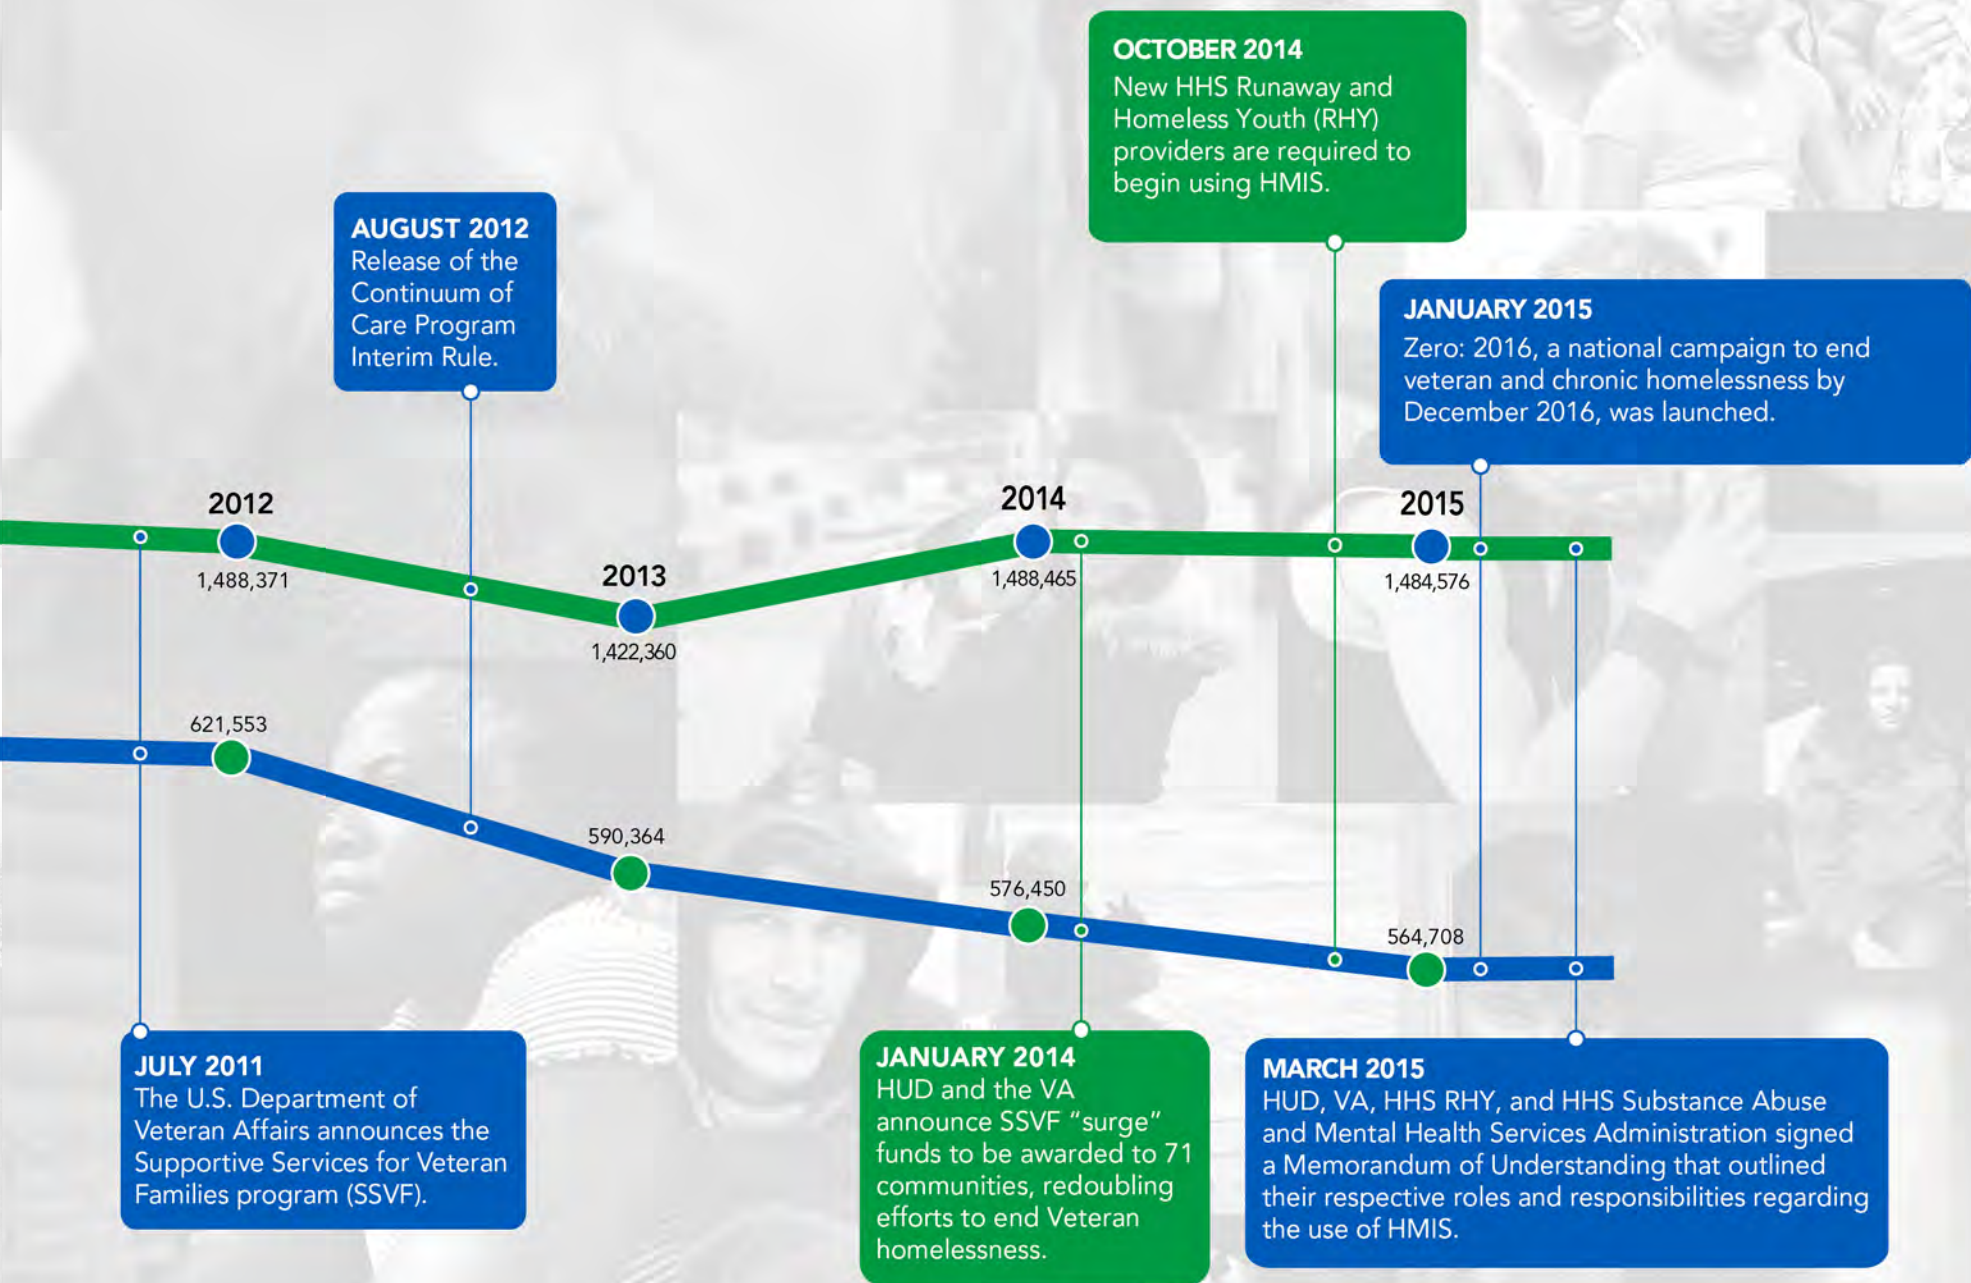 OCTOBER 2014
New HHS Runaway and
Homeless Youth (RHY)
providers are required to
begin using HMIS.
AUGUST 2012
Release of the
Continuum of
Care Program
Interim Rule.
JANUARY 2015
Zero: 2016, a national campaign to end
veteran and chronic homelessness by
December 2016, was launched.
2012
1,488,371
2013
1,422,360
2014
1,488,465
2015
1,484,576
621,553
590,364
576,450
564,708
JULY 2011
The U.S. Department of
Veteran Affairs announces the
Supportive Services for Veteran
Families program (SSVF).
JANUARY 2014
HUD and the VA
announce SSVF “surge”
funds to be awarded to 71
communities, redoubling
efforts to end Veteran
homelessness.
MARCH 2015
HUD, VA, HHS RHY, and HHS Substance Abuse
and Mental Health Services Administration signed
a Memorandum of Understanding that outlined
their respective roles and responsibilities regarding
the use of HMIS.